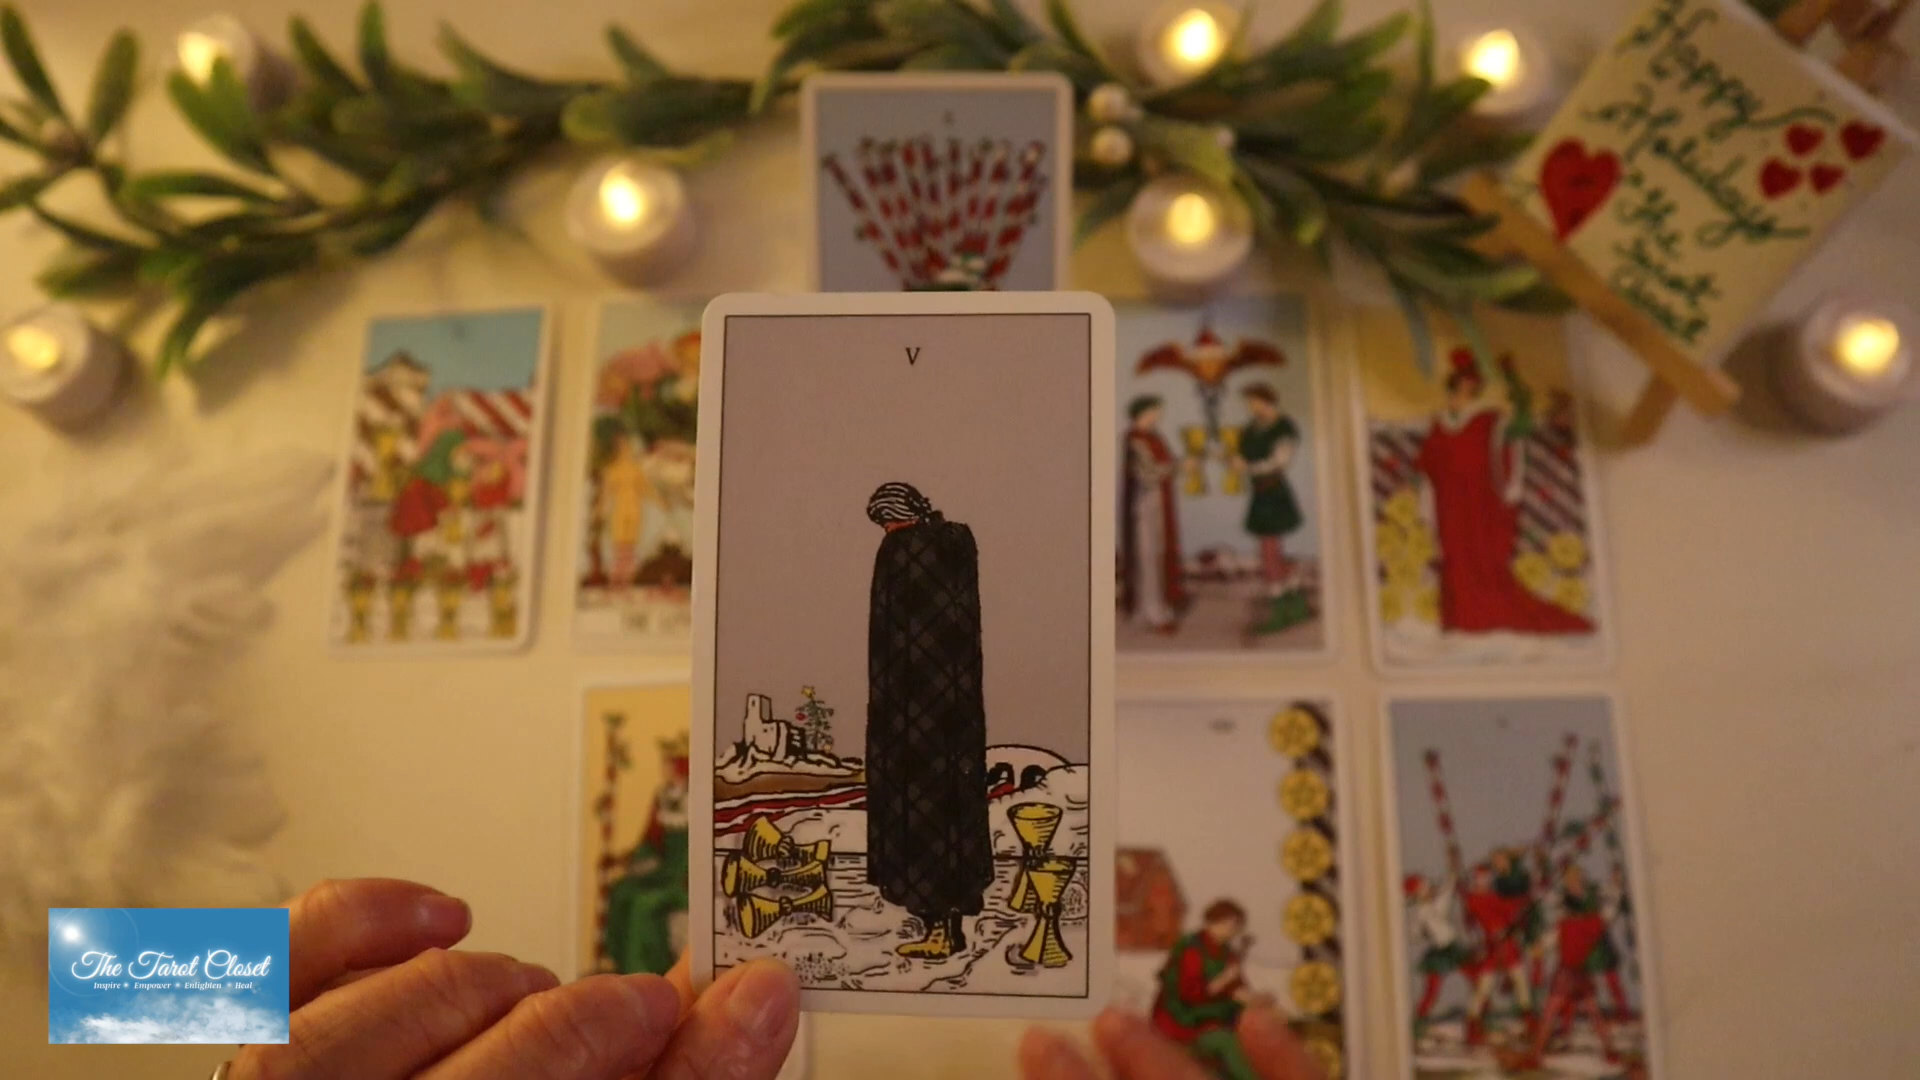 Happy
Holidays
The
Tarot
Closet
V
The Tarot Closet
Inspire * Empower * Enlighten * Heal